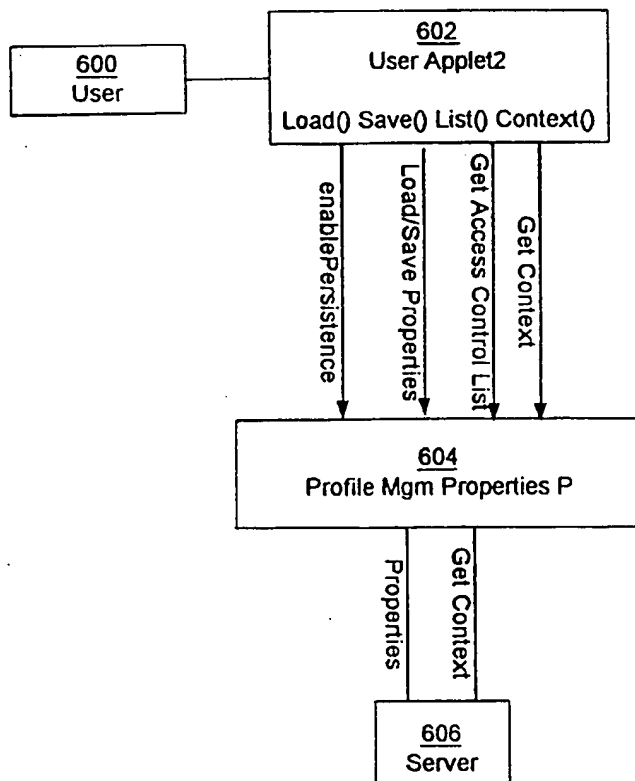 600
User
602
User Applet2
Load() Save() List() Context()
enablePersistence
Load/Save Properties
Get Access Control List
Get Context
604
Profile Mgm Properties P
Properties
Get Context
606
Server